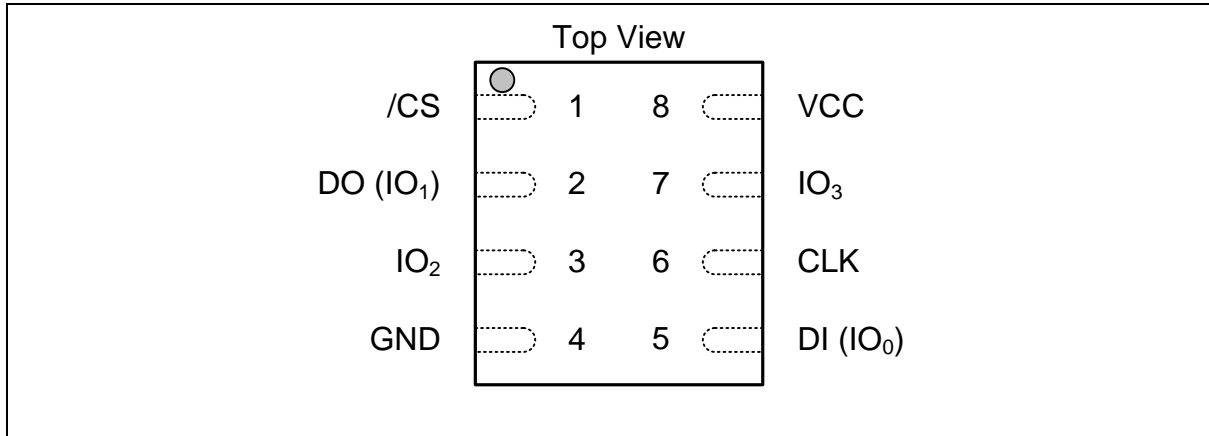 Top View
/CS 1 8 VCC
DO (IO₁) 2 7 IO₃
IO₂ 3 6 CLK
GND 4 5 DI (IO₀)